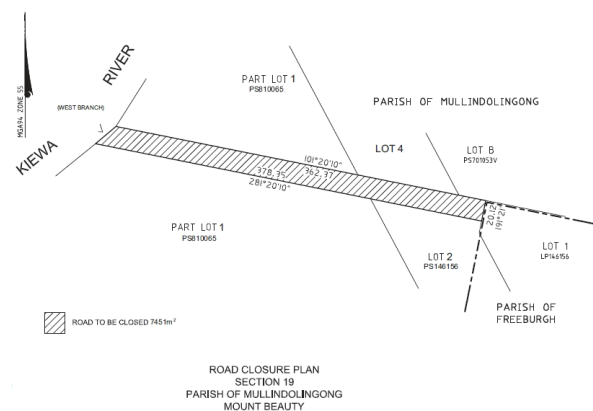 MGA94 ZONE 55
KIEWA RIVER
(WEST BRANCH)
PART LOT 1
PS810065
PARISH OF MULLINDOLINGONG
LOT 4
LOT B
PS701053V
101°20'10"
378.35 362.37
281°20'10"
20.12
191°21'
PART LOT 1
PS810065
LOT 2
PS146156
LOT 1
LP146156
PARISH OF
FREEBURGH
ROAD TO BE CLOSED 7451m²
ROAD CLOSURE PLAN
SECTION 19
PARISH OF MULLINDOLINGONG
MOUNT BEAUTY